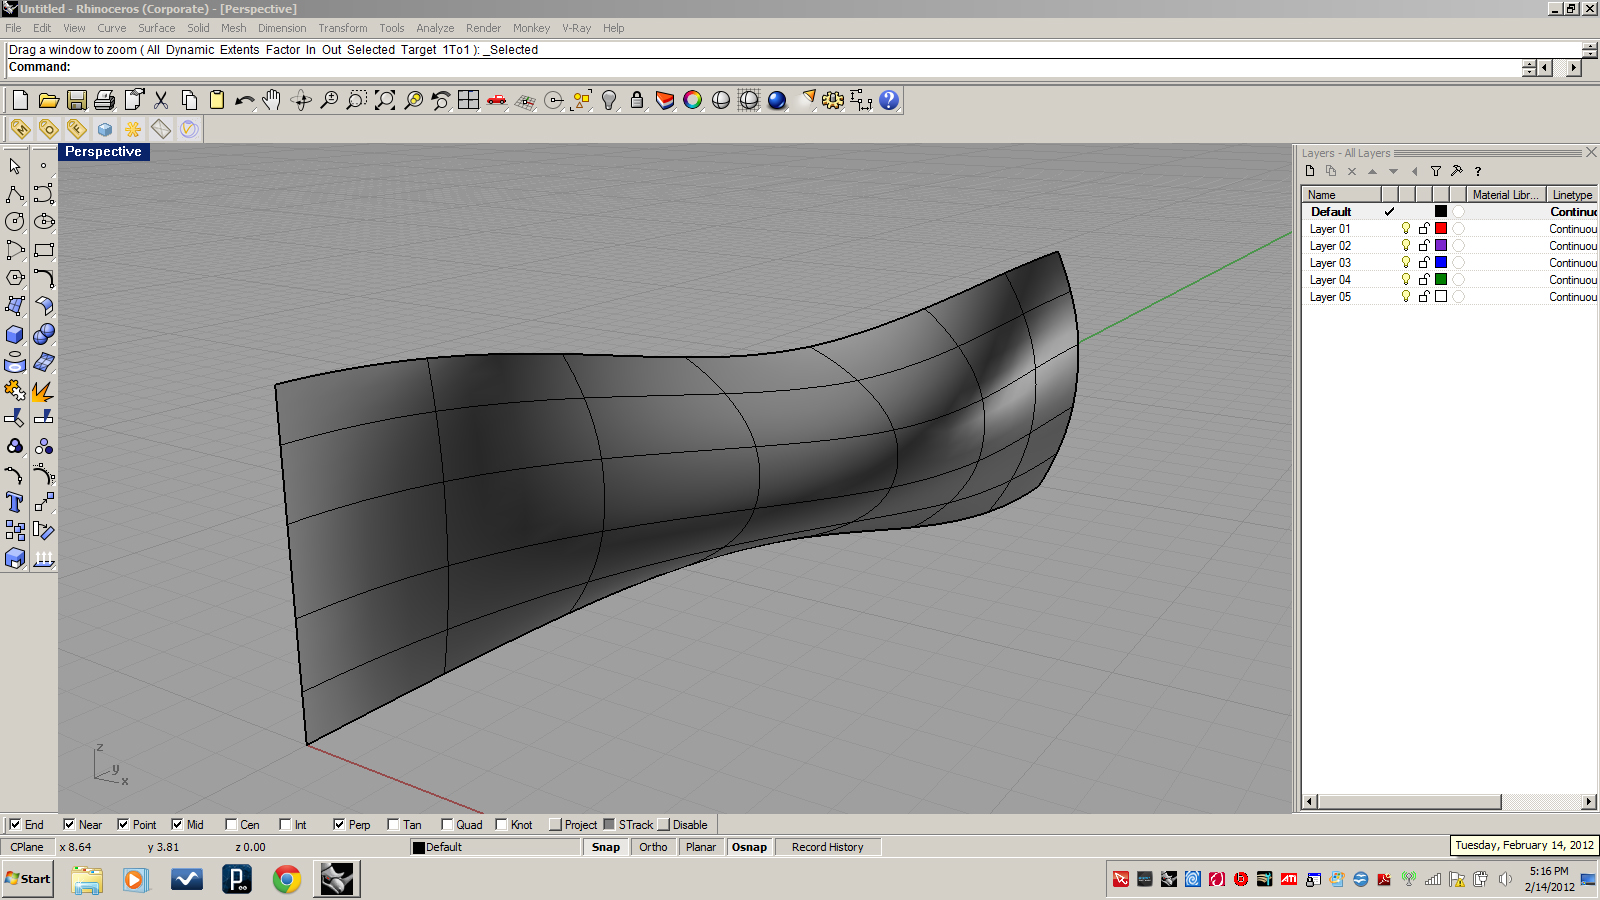 Untitled - Rhinoceros (Corporate) - [Perspective]
File Edit View Curve Surface Solid Mesh Dimension Transform Tools Analyze Render Monkey V-Ray Help
Drag a window to zoom ( All Dynamic Extents Factor In Out Selected Target 1To1 ): _Selected
Command:
Perspective
Layers - All Layers
Name Material Libr... Linetype
Default Continuc
Layer 01 Continuou
Layer 02 Continuou
Layer 03 Continuou
Layer 04 Continuou
Layer 05 Continuou
z
y
x
End Near Point Mid Cen Int Perp Tan Quad Knot Project STrack Disable
CPlane x 8.64 y 3.81 z 0.00 Default Snap Ortho Planar Osnap Record History
Tuesday, February 14, 2012
Start
5:16 PM
2/14/2012